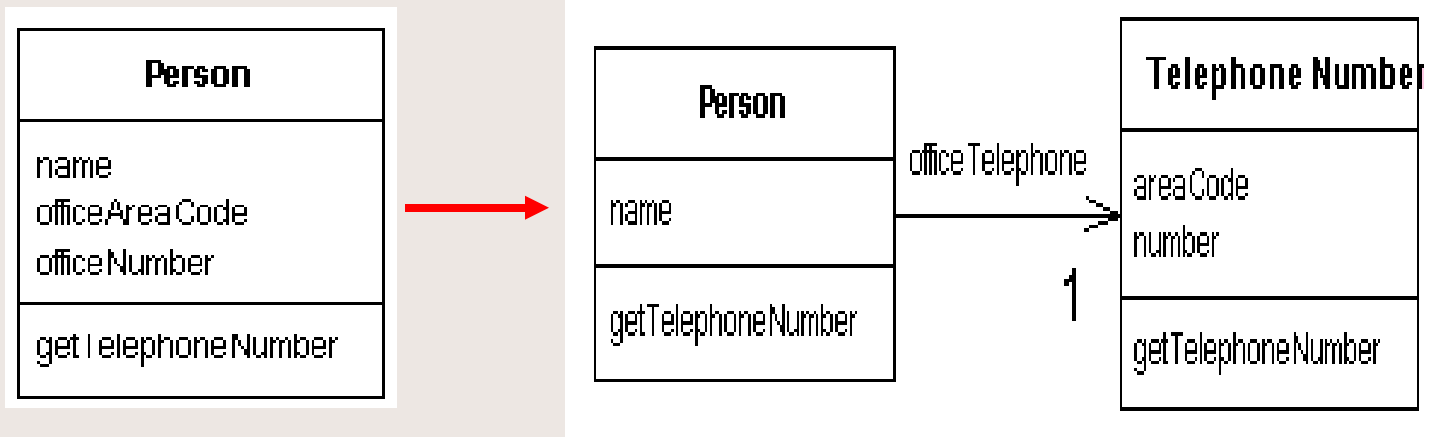 Person
name
officeAreaCode
officeNumber
getTelephoneNumber
Person
name
getTelephoneNumber
officeTelephone
1
Telephone Number
areaCode
number
getTelephoneNumber